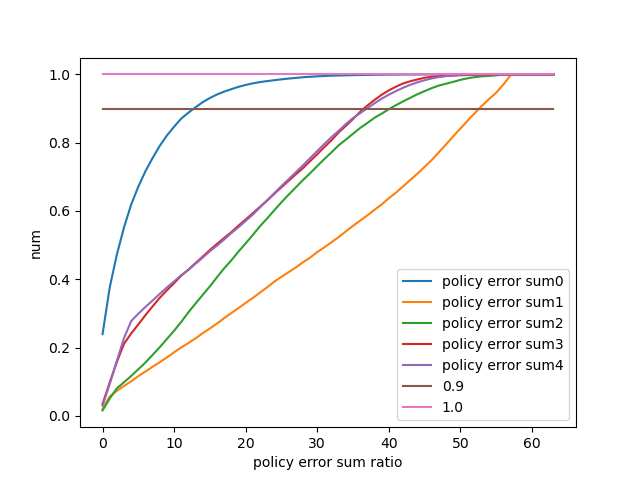 1.0
0.8
0.6
0.4
0.2
0.0
num
0 10 20 30 40 50 60
policy error sum ratio
policy error sum0
policy error sum1
policy error sum2
policy error sum3
policy error sum4
0.9
1.0